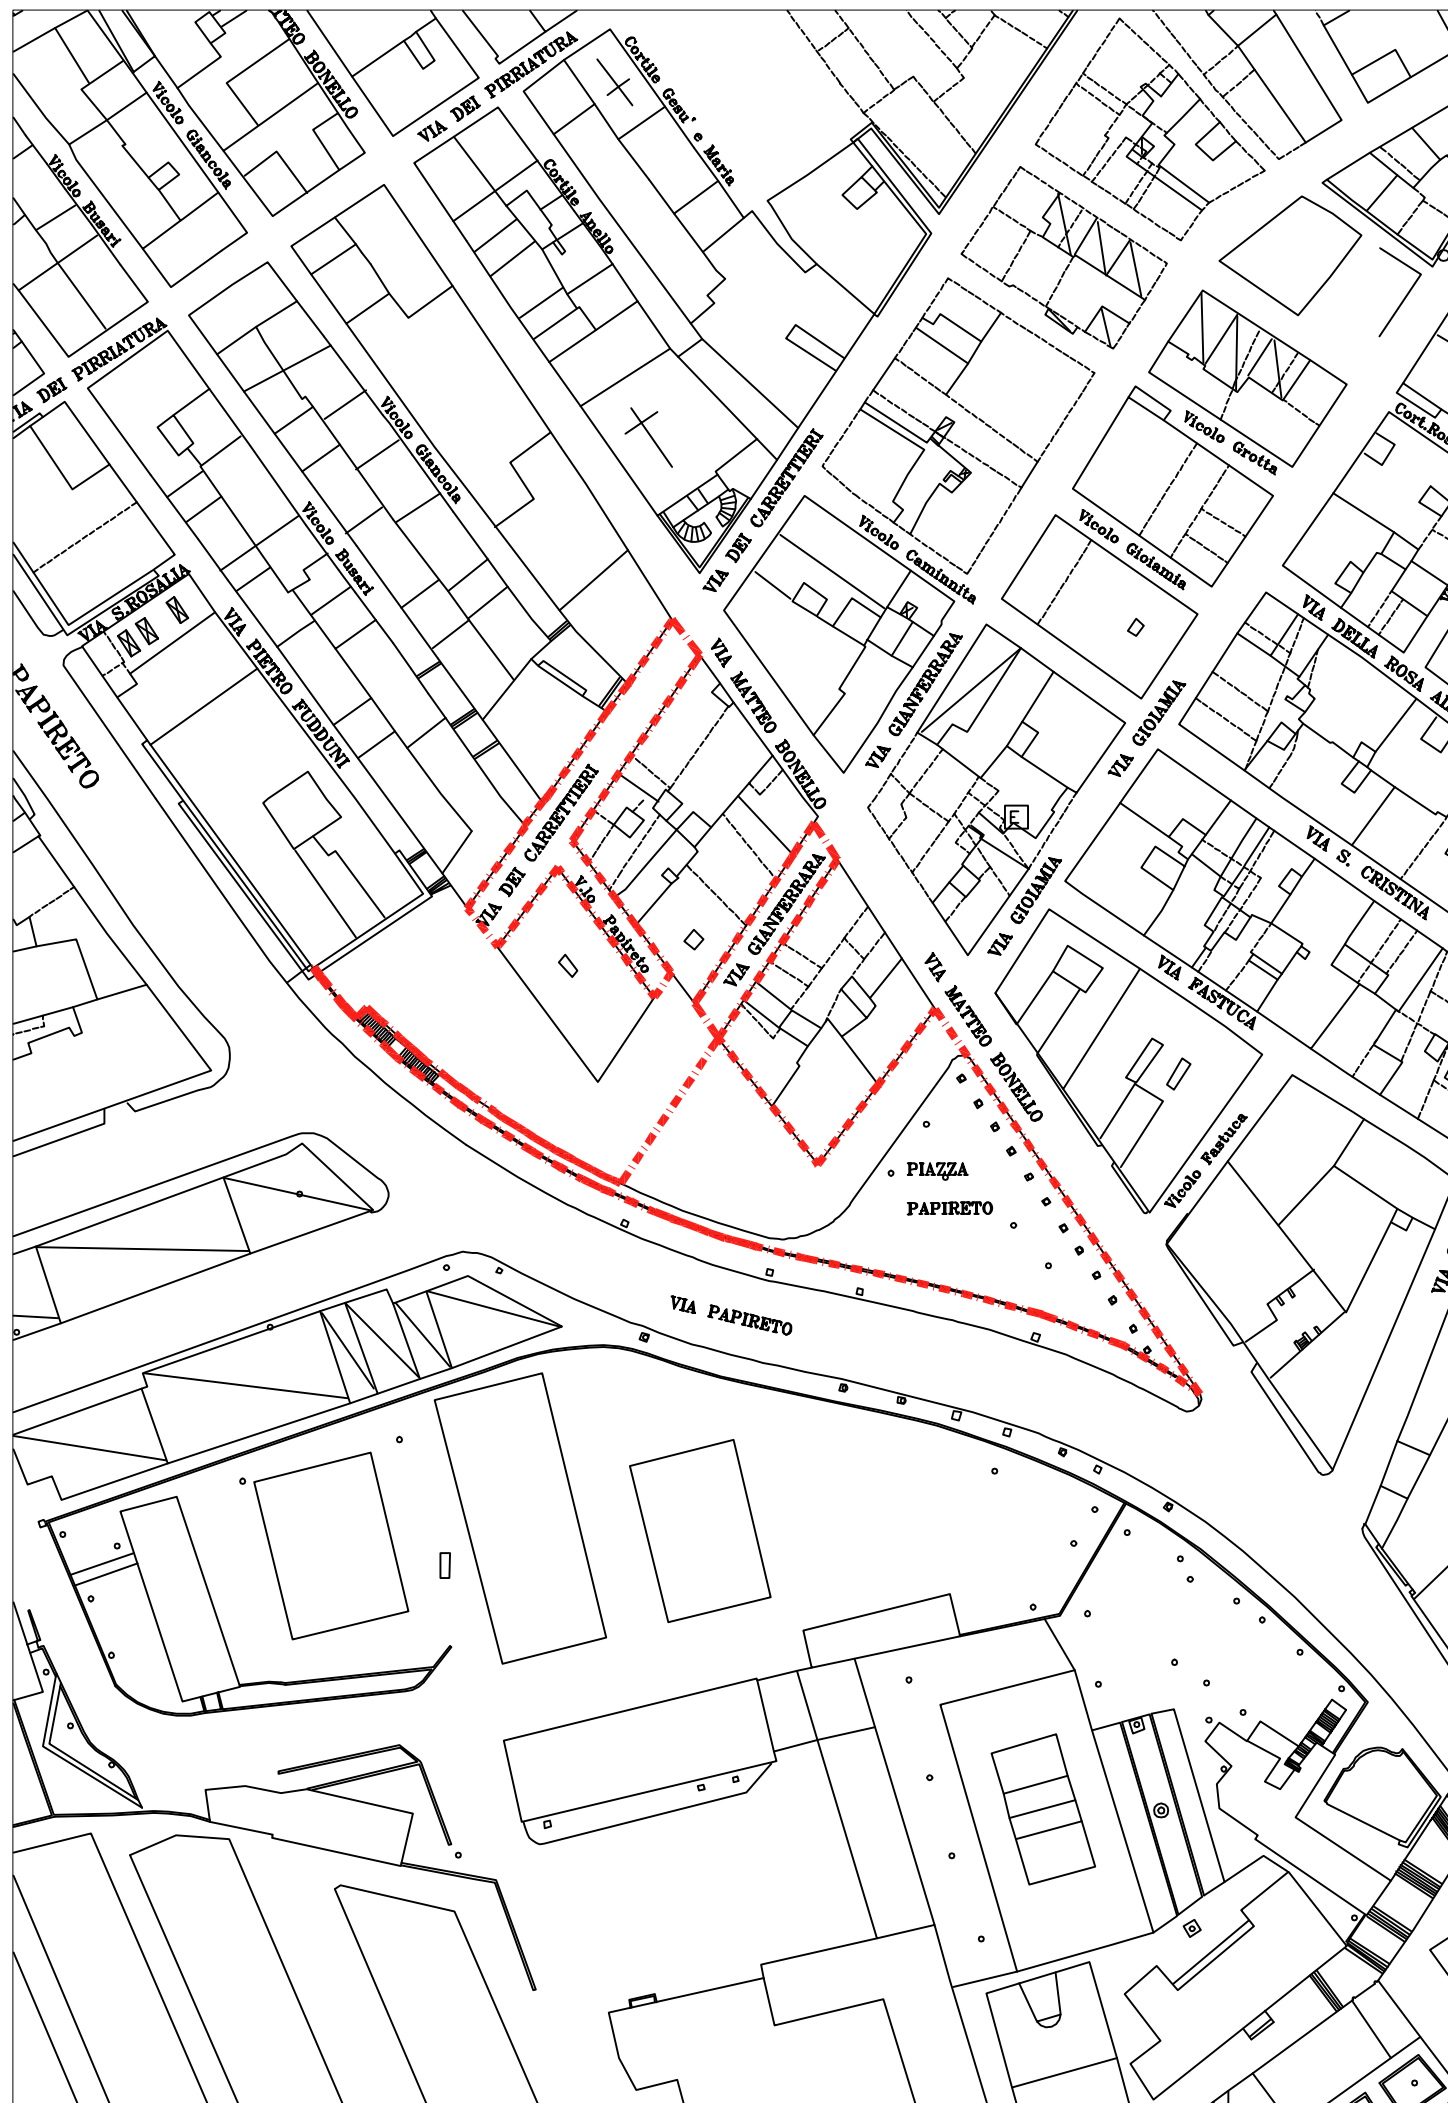 TTEO BONELLO
VIA DEI PIRRIATURA
Cortile Gesu' e Maria
Vicolo Giancola
Vicolo Busari
Cortile Anello
IA DEI PIRRIATURA
Vicolo Giancola
Vicolo Busari
VIA DEI CARRETTIERI
Vicolo Grotta
Cort.Ros
Vicolo Caminnita
Vicolo Gioiamia
VIA S.ROSALIA
VIA PIETRO FUDDUNI
PAPIRETO
VIA MATTEO BONELLO
VIA GIANFERRARA
VIA GIOIAMIA
VIA DELLA ROSA AL
VIA DEI CARRETTIERI
V.lo Papireto
VIA GIANFERRARA
E
VIA GIOIAMIA
VIA S. CRISTINA
VIA FASTUCA
VIA MATTEO BONELLO
Vicolo Fastuca
PIAZZA
PAPIRETO
VIA PAPIRETO
VIA